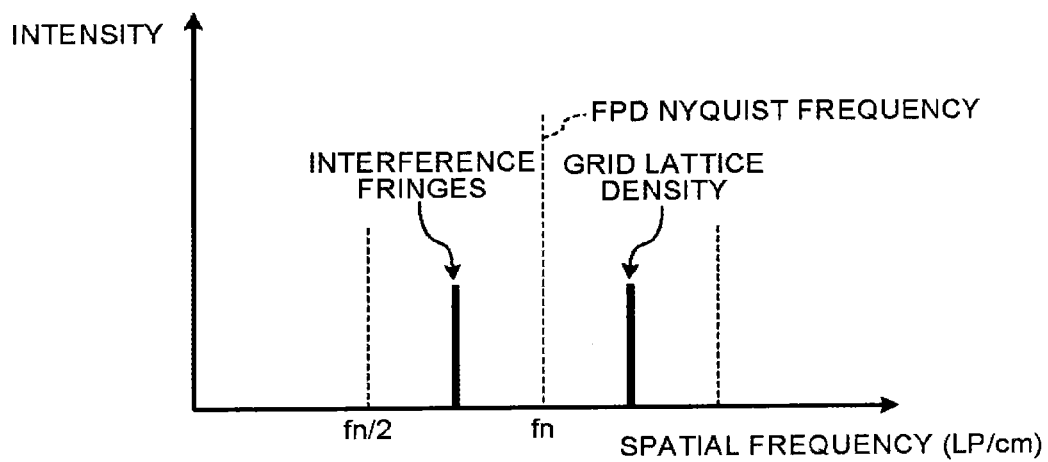 INTENSITY
FPD NYQUIST FREQUENCY
INTERFERENCE
FRINGES
GRID LATTICE
DENSITY
fn/2
fn
SPATIAL FREQUENCY (LP/cm)